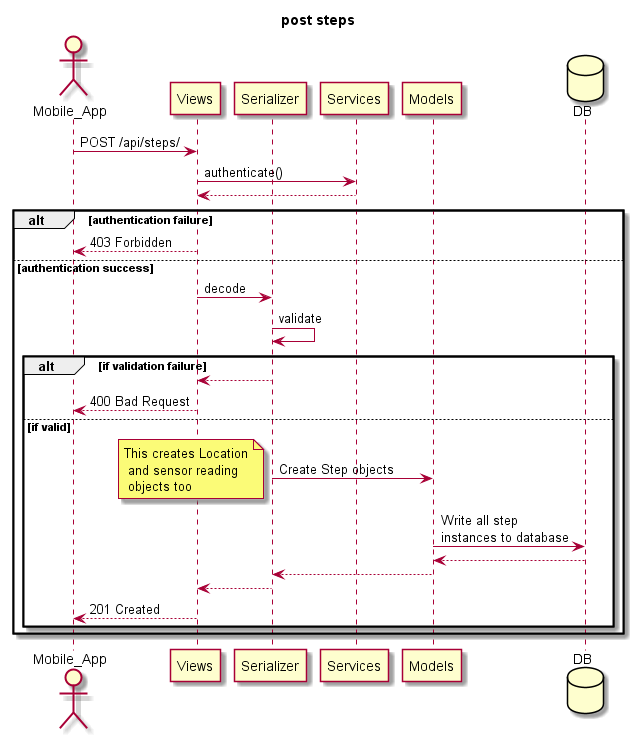 post steps
Mobile_App
Views
Serializer
Services
Models
DB
POST /api/steps/
authenticate()
alt
[authentication failure]
403 Forbidden
[authentication success]
decode
validate
alt
[if validation failure]
400 Bad Request
[if valid]
This creates Location
and sensor reading
objects too
Create Step objects
Write all step
instances to database
201 Created
Mobile_App
Views
Serializer
Services
Models
DB